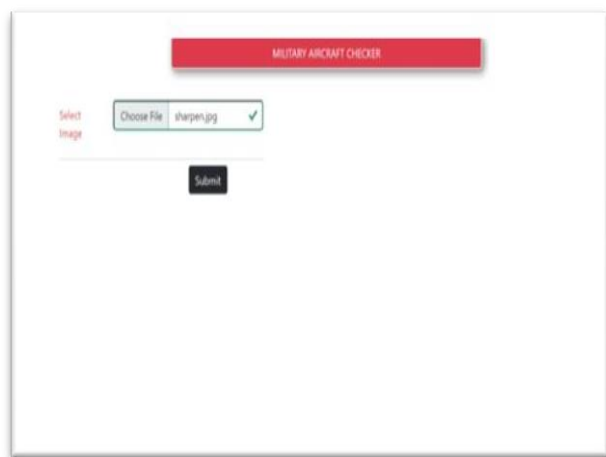 MILITARY AIRCRAFT CHECKER
Select
Image
Choose File sharpen.jpg
Submit